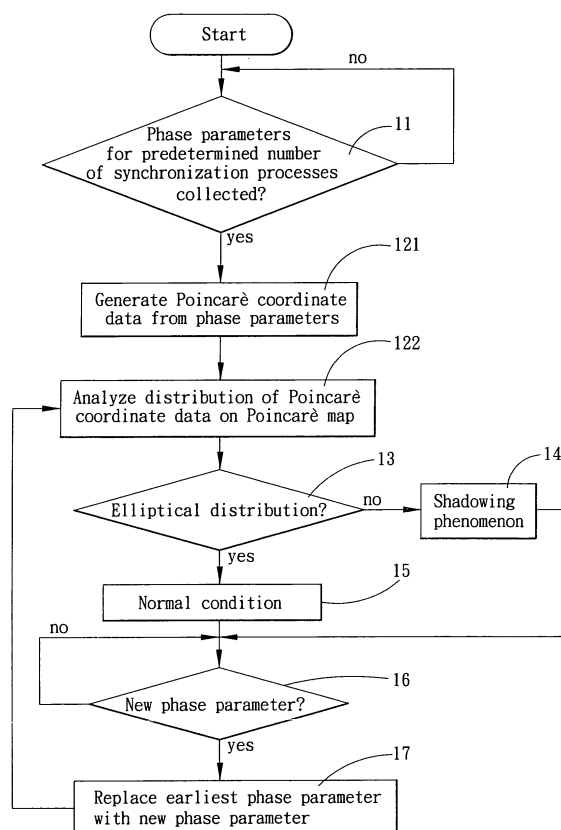 Start
no
11
Phase parameters
for predetermined number
of synchronization processes
collected?
yes
121
Generate Poincarè coordinate
data from phase parameters
122
Analyze distribution of Poincarè
coordinate data on Poincarè map
13
14
Elliptical distribution?
no
Shadowing
phenomenon
yes
15
Normal condition
no
16
New phase parameter?
yes
17
Replace earliest phase parameter
with new phase parameter